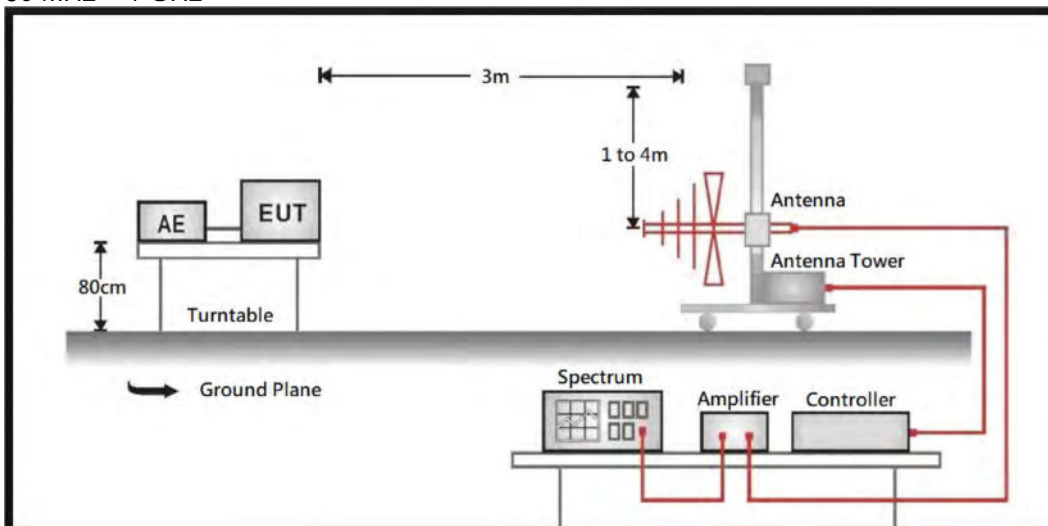 3m
1 to 4m
Antenna
AE
EUT
Antenna Tower
80cm
Turntable
Ground Plane
Spectrum
Amplifier
Controller